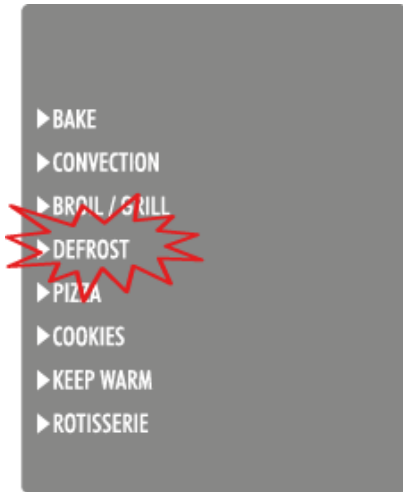 ▶BAKE
▶CONVECTION
▶BROIL / GRILL
▶DEFROST
▶PIZZA
▶COOKIES
▶KEEP WARM
▶ROTISSERIE